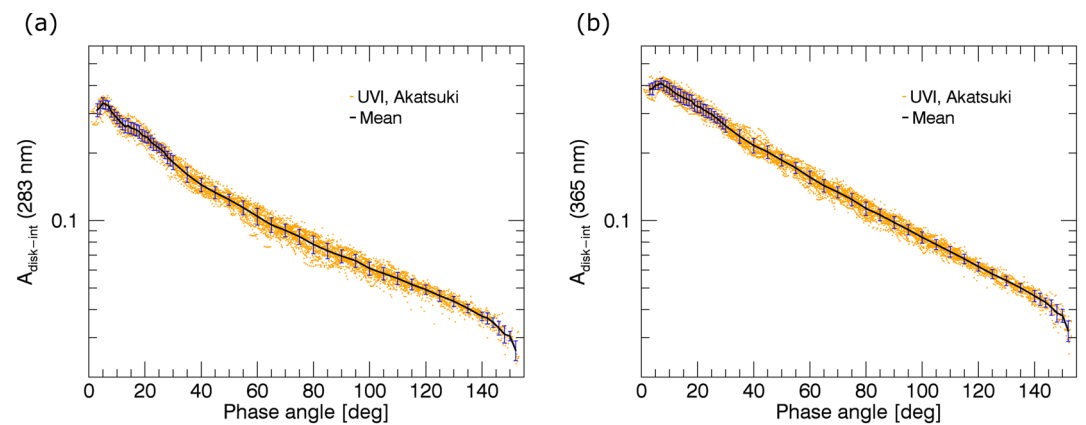 (a)
UVI, Akatsuki
Mean
0.1
A_disk-int (283 nm)
0 20 40 60 80 100 120 140
Phase angle [deg]
(b)
UVI, Akatsuki
Mean
0.1
A_disk-int (365 nm)
0 20 40 60 80 100 120 140
Phase angle [deg]